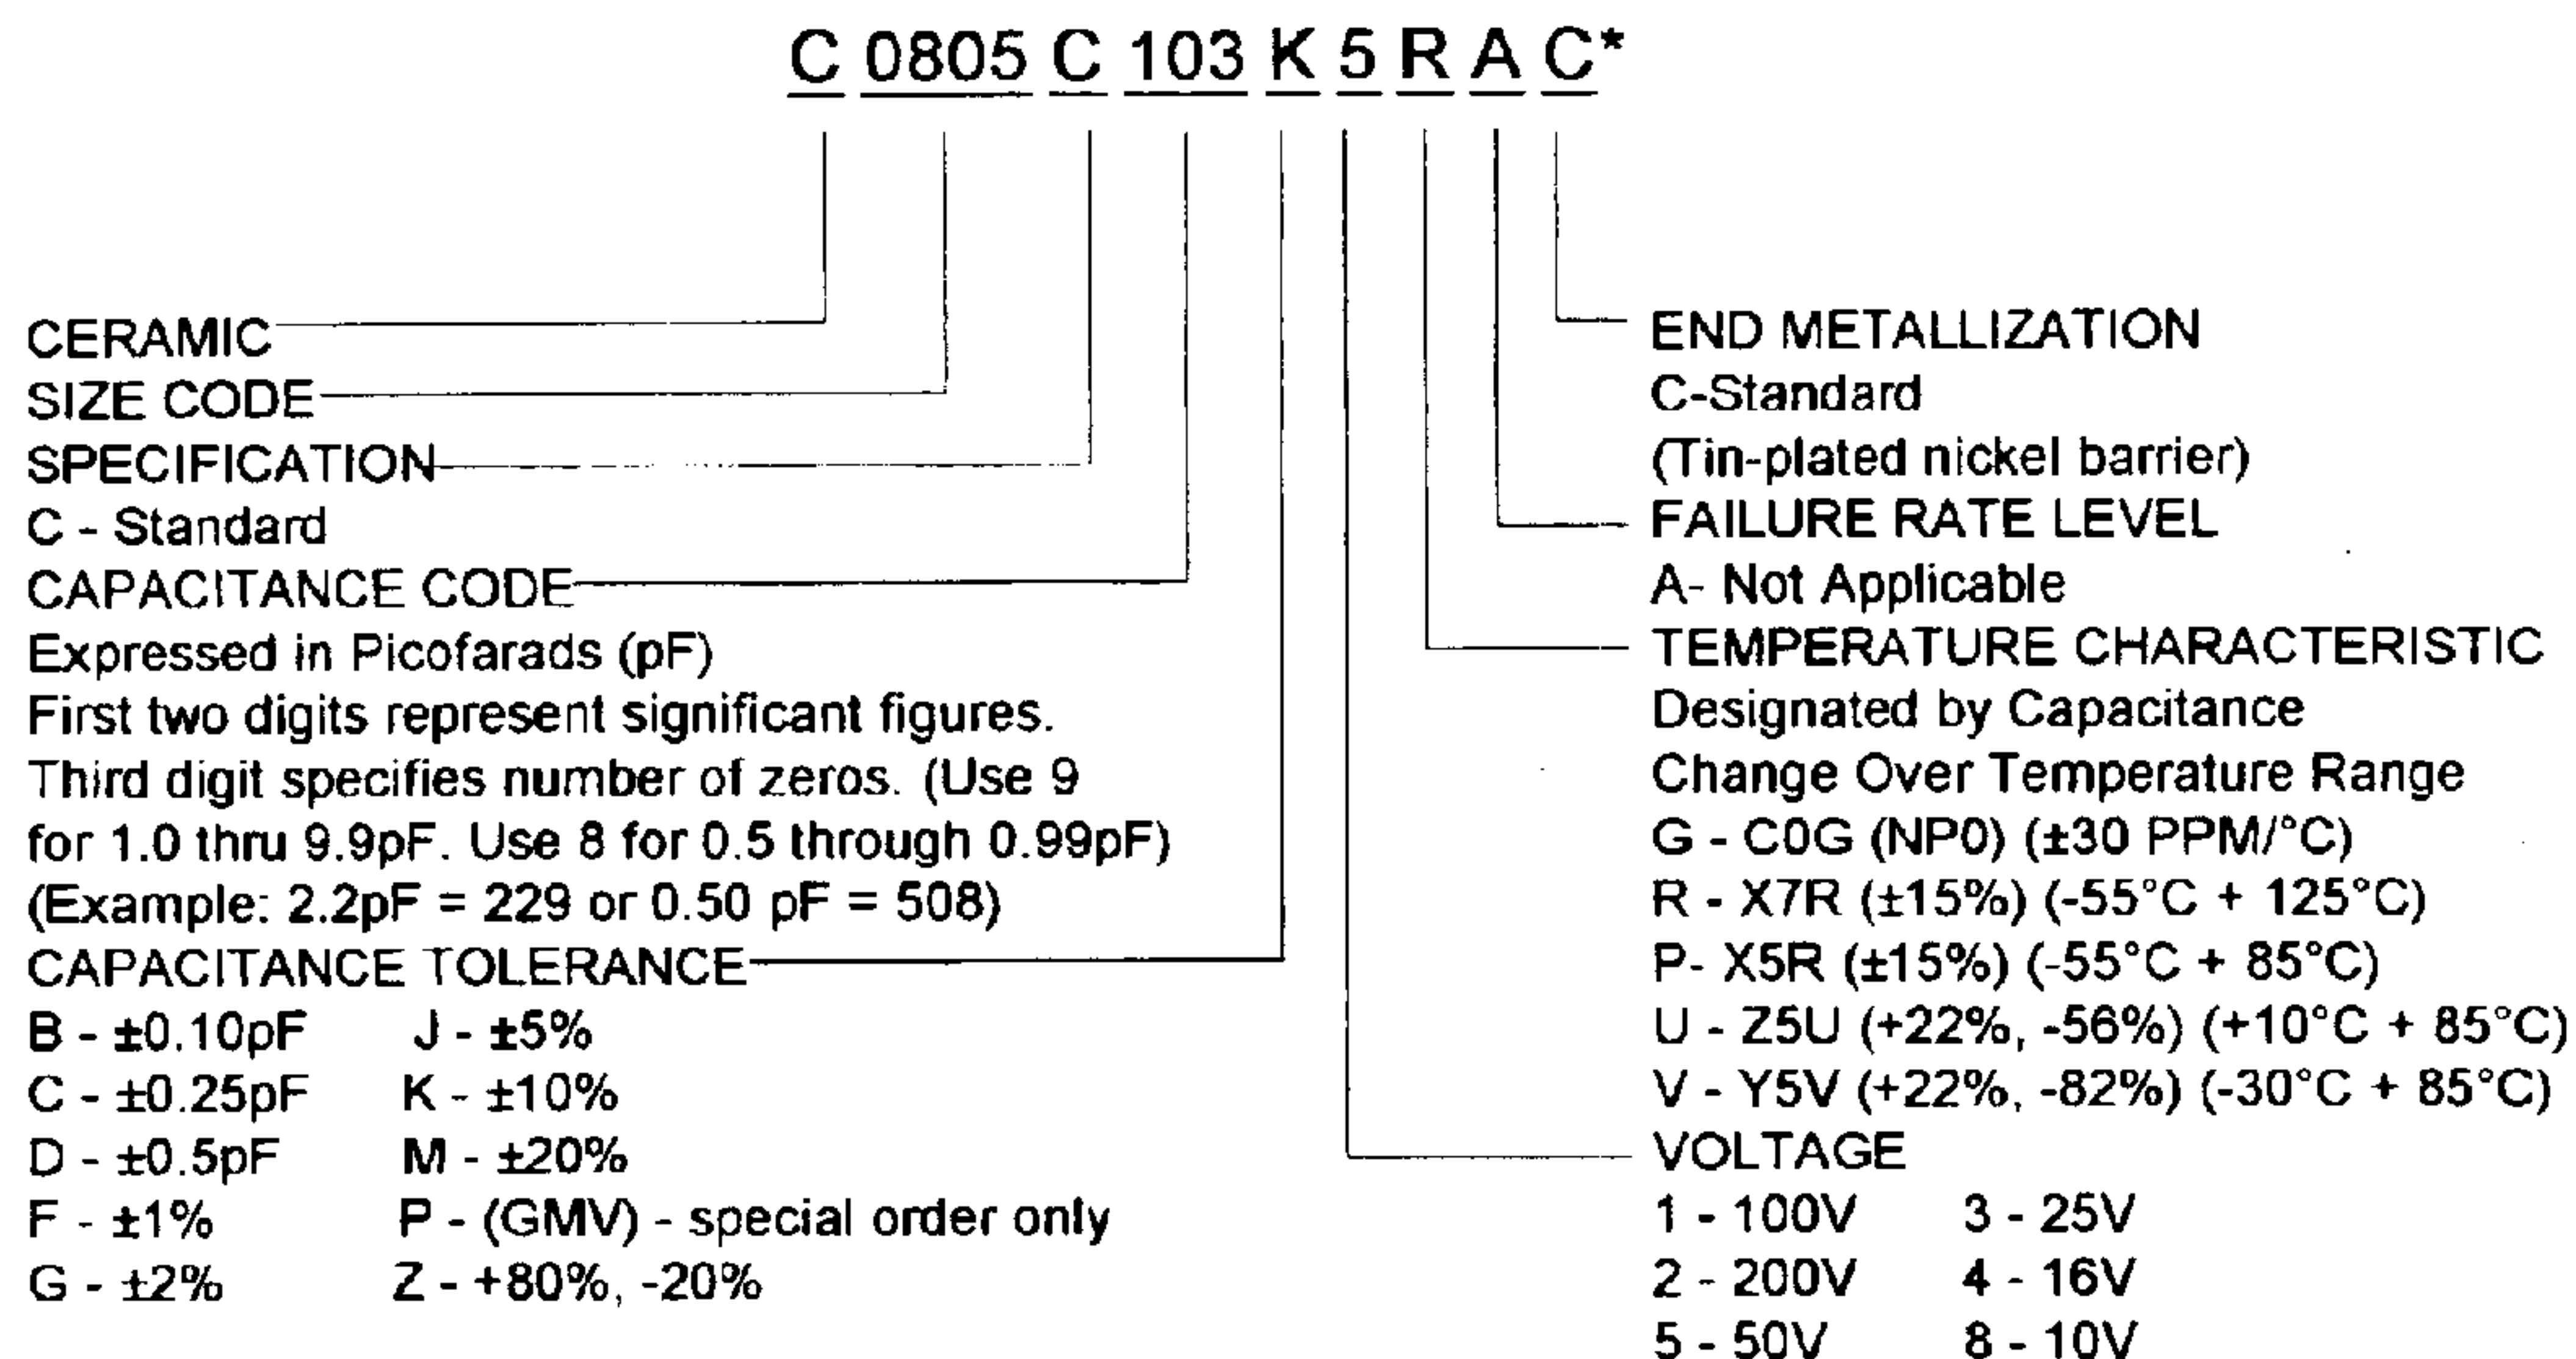 C 0805 C 103 K 5 R A C*
CERAMIC
SIZE CODE
SPECIFICATION
C - Standard
CAPACITANCE CODE
Expressed in Picofarads (pF)
First two digits represent significant figures.
Third digit specifies number of zeros. (Use 9
for 1.0 thru 9.9pF. Use 8 for 0.5 through 0.99pF)
(Example: 2.2pF = 229 or 0.50 pF = 508)
CAPACITANCE TOLERANCE
B - ±0.10pF J - ±5%
C - ±0.25pF K - ±10%
D - ±0.5pF M - ±20%
F - ±1% P - (GMV) - special order only
G - ±2% Z - +80%, -20%
END METALLIZATION
C-Standard
(Tin-plated nickel barrier)
FAILURE RATE LEVEL
A- Not Applicable
TEMPERATURE CHARACTERISTIC
Designated by Capacitance
Change Over Temperature Range
G - C0G (NP0) (±30 PPM/°C)
R - X7R (±15%) (-55°C + 125°C)
P- X5R (±15%) (-55°C + 85°C)
U - Z5U (+22%, -56%) (+10°C + 85°C)
V - Y5V (+22%, -82%) (-30°C + 85°C)
VOLTAGE
1 - 100V 3 - 25V
2 - 200V 4 - 16V
5 - 50V 8 - 10V